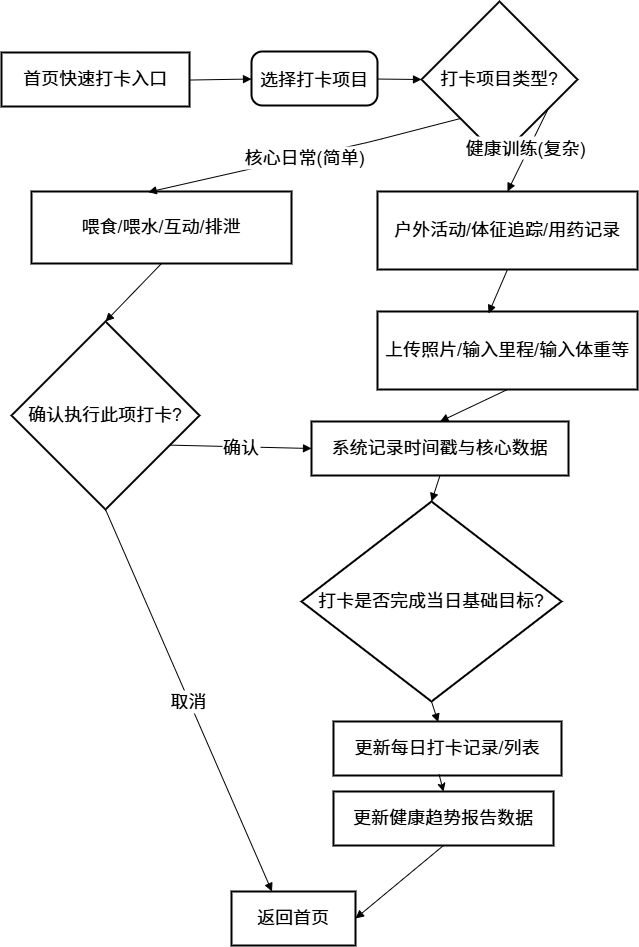 首页快速打卡入口
选择打卡项目
打卡项目类型?
核心日常(简单)
健康训练(复杂)
喂食/喂水/互动/排泄
户外活动/体征追踪/用药记录
上传照片/输入里程/输入体重等
确认执行此项打卡?
确认
系统记录时间戳与核心数据
打卡是否完成当日基础目标?
取消
更新每日打卡记录/列表
更新健康趋势报告数据
返回首页